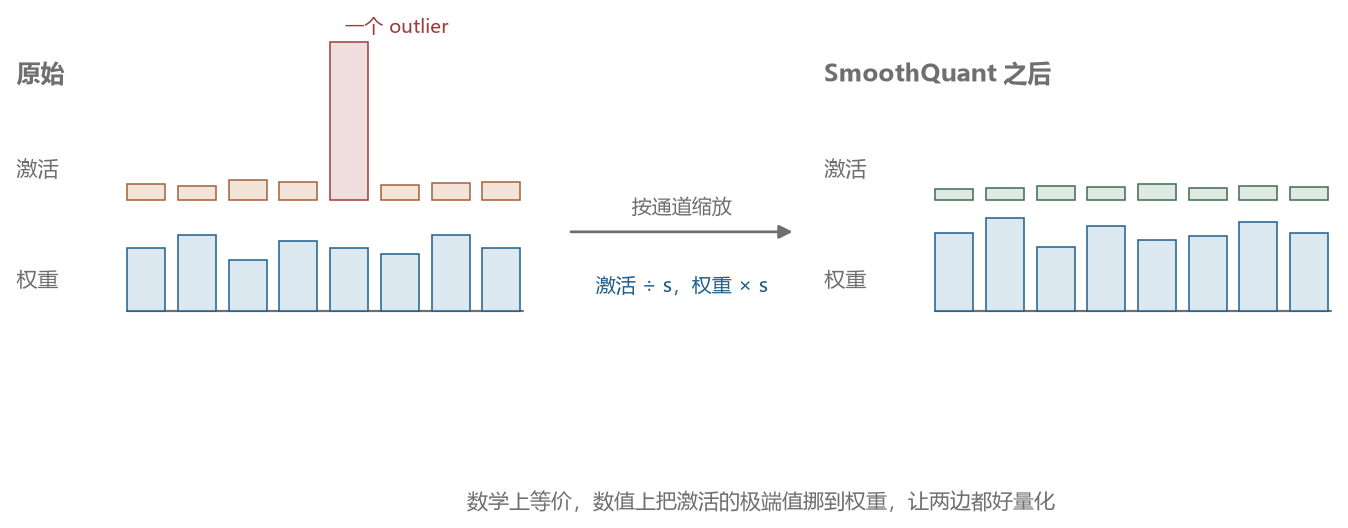 一个 outlier
原始
SmoothQuant 之后
激活
激活
按通道缩放
权重
激活 ÷ s，权重 × s
权重
数学上等价，数值上把激活的极端值挪到权重，让两边都好量化